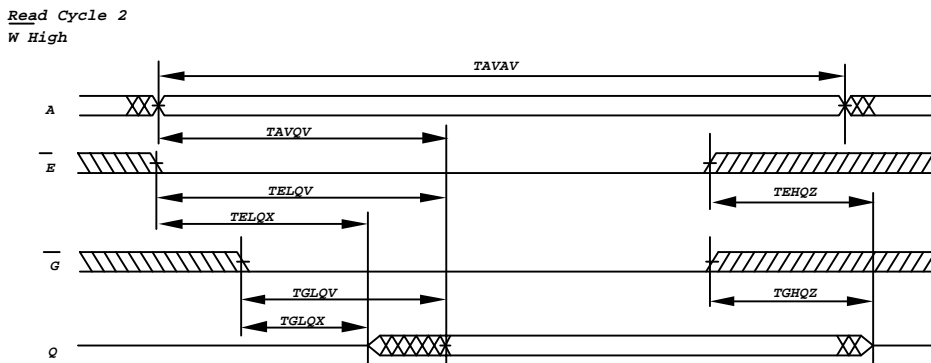 Read Cycle 2
W High
TAVAV
A
TAVQV
E
TELQV
TEHQZ
TELQX
G
TGLQV
TGHQZ
TGLQX
Q